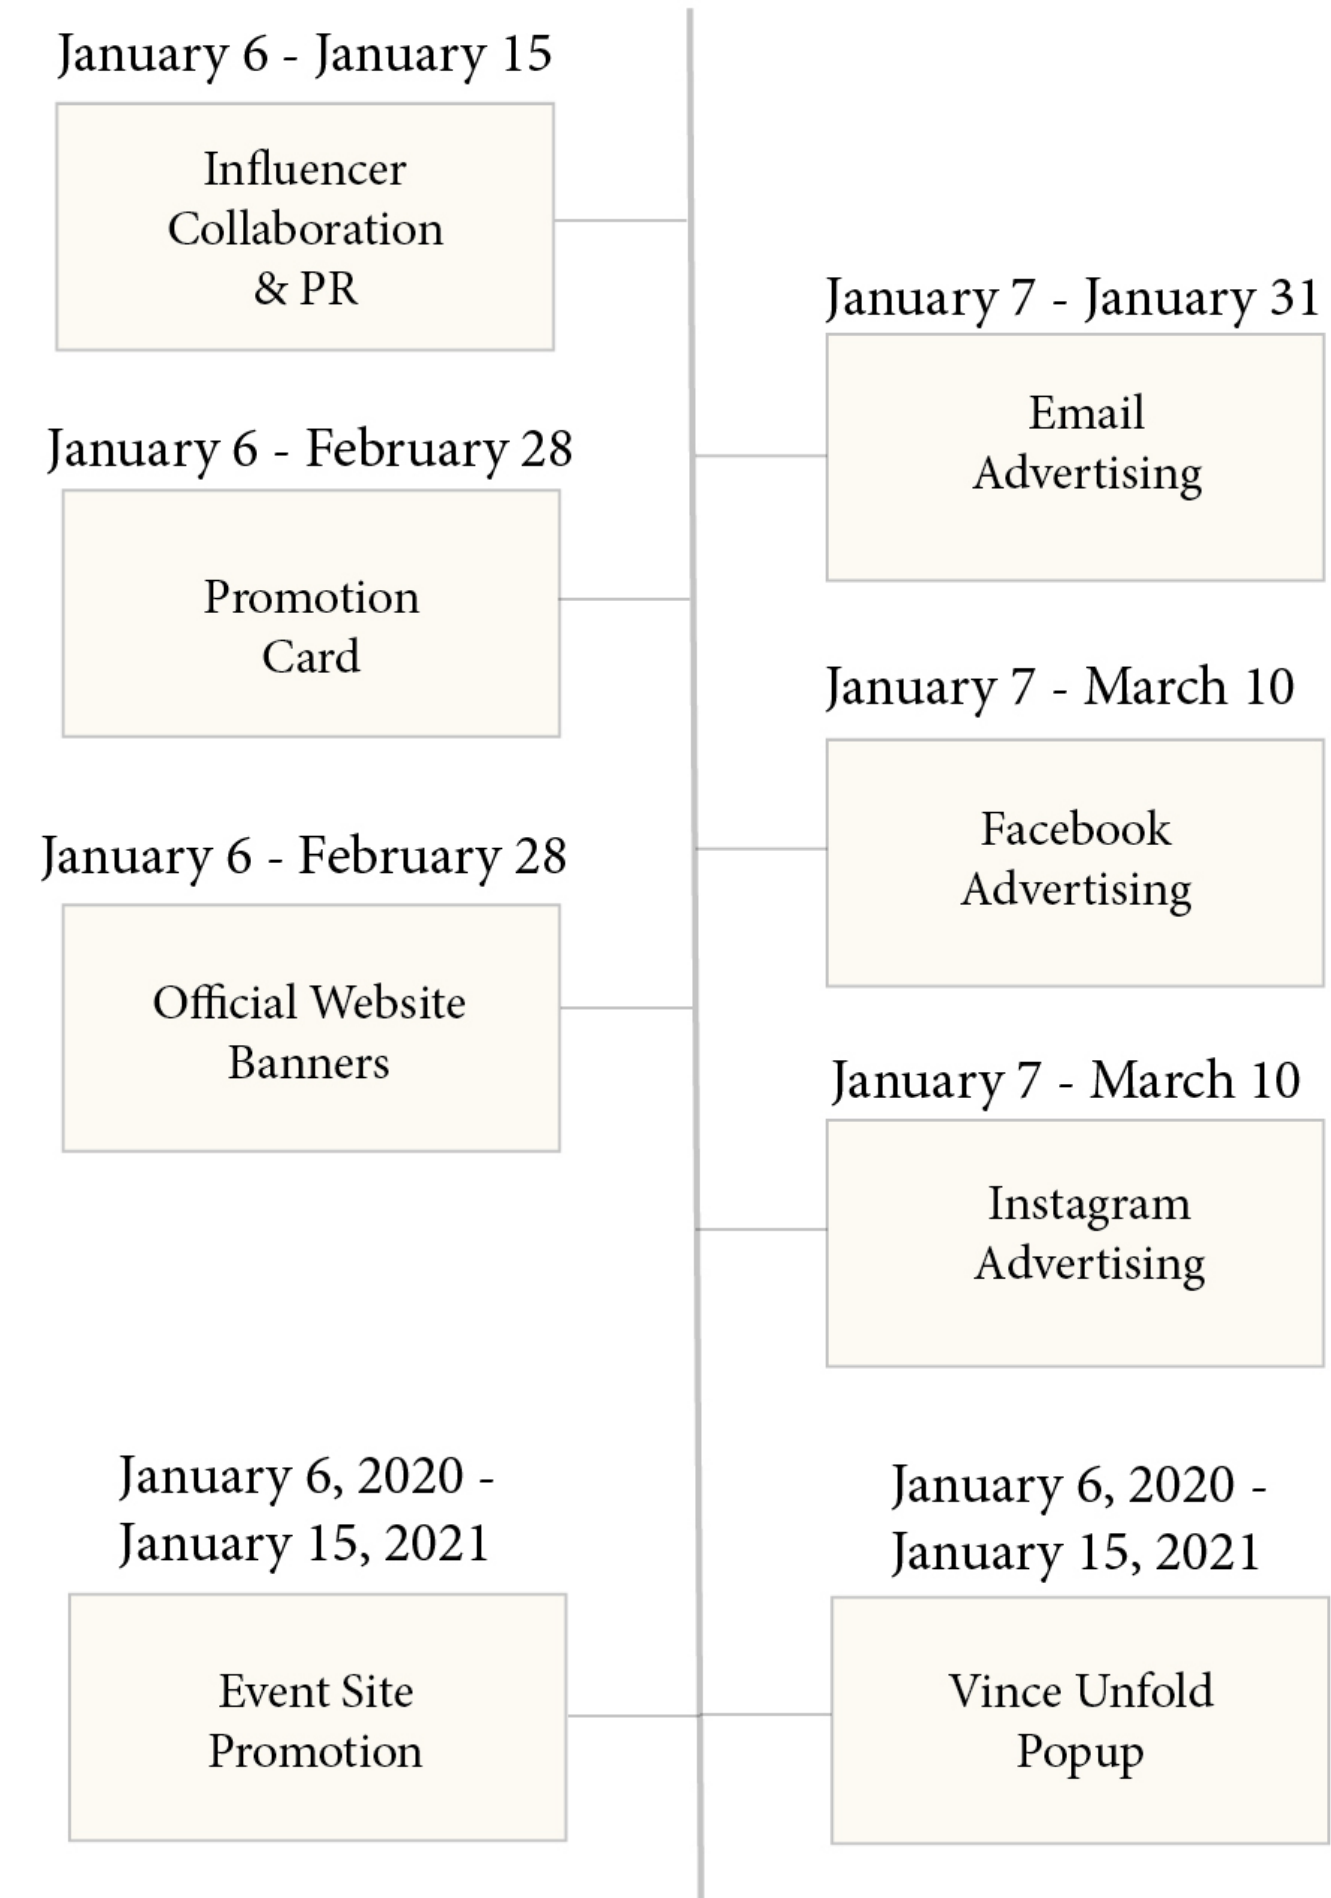 January 6 - January 15
Influencer
Collaboration
& PR
January 7 - January 31
Email
Advertising
January 6 - February 28
Promotion
Card
January 7 - March 10
Facebook
Advertising
January 6 - February 28
Official Website
Banners
January 7 - March 10
Instagram
Advertising
January 6, 2020 -
January 15, 2021
Event Site
Promotion
January 6, 2020 -
January 15, 2021
Vince Unfold
Popup